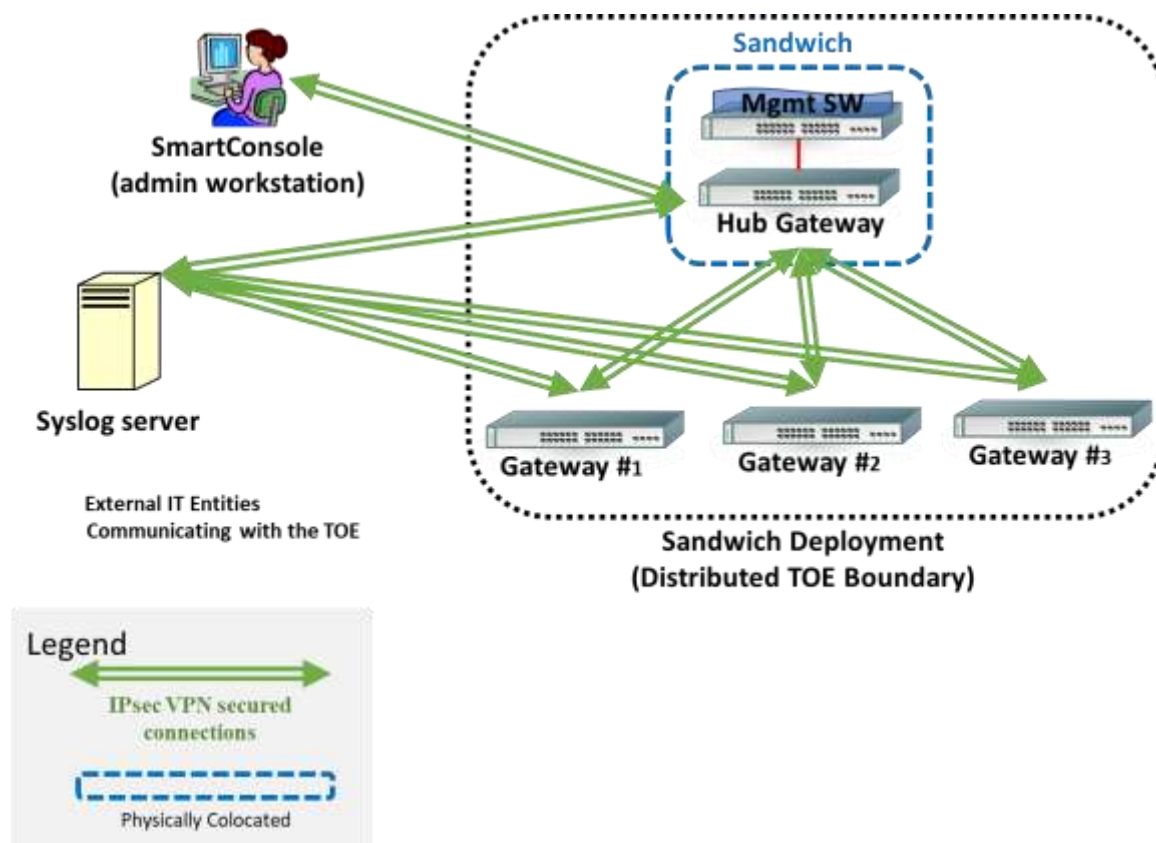 Sandwich
Mgmt SW
SmartConsole
(admin workstation)
Hub Gateway
Syslog server
Gateway #1
Gateway #2
Gateway #3
External IT Entities
Communicating with the TOE
Sandwich Deployment
(Distributed TOE Boundary)
Legend
IPsec VPN secured
connections
Physically Colocated